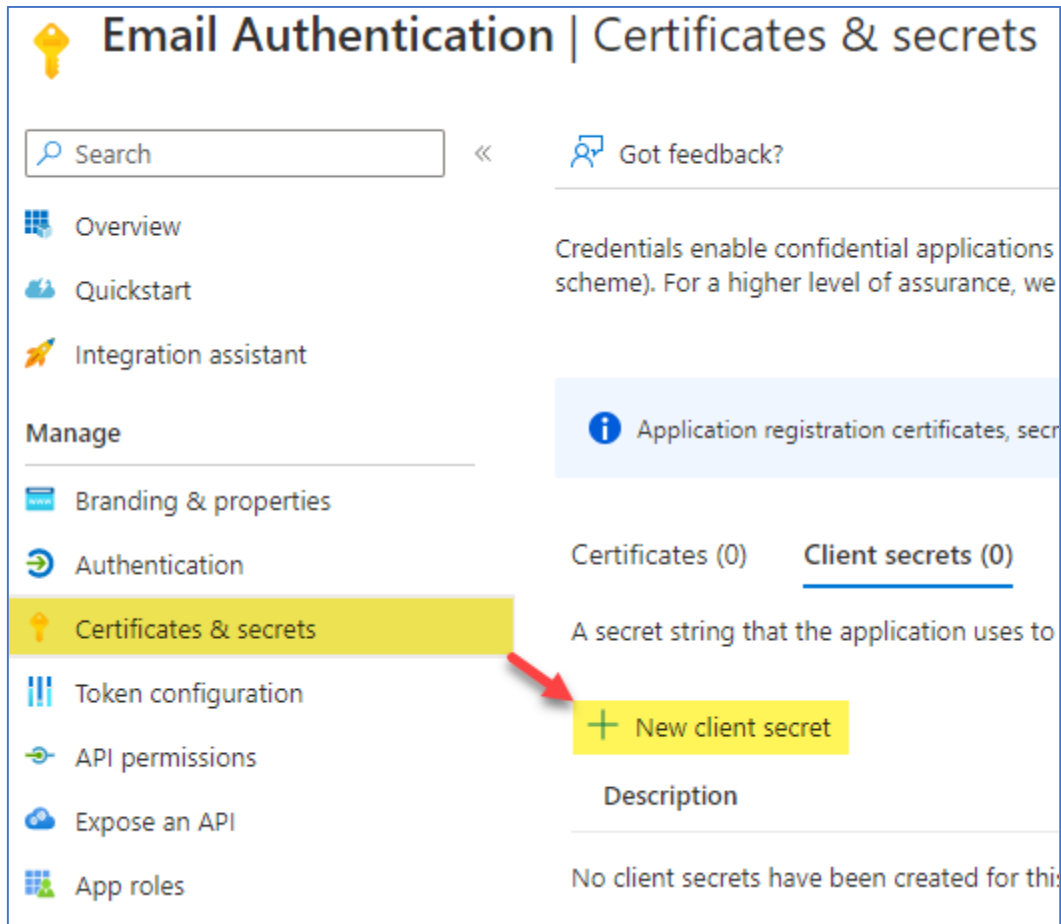 Email Authentication | Certificates & secrets
Search
Got feedback?
Overview
Quickstart
Integration assistant
Manage
Branding & properties
Authentication
Certificates & secrets
Token configuration
API permissions
Expose an API
App roles
Credentials enable confidential applications
scheme). For a higher level of assurance, we
Application registration certificates, secr
Certificates (0)
Client secrets (0)
A secret string that the application uses to
New client secret
Description
No client secrets have been created for this